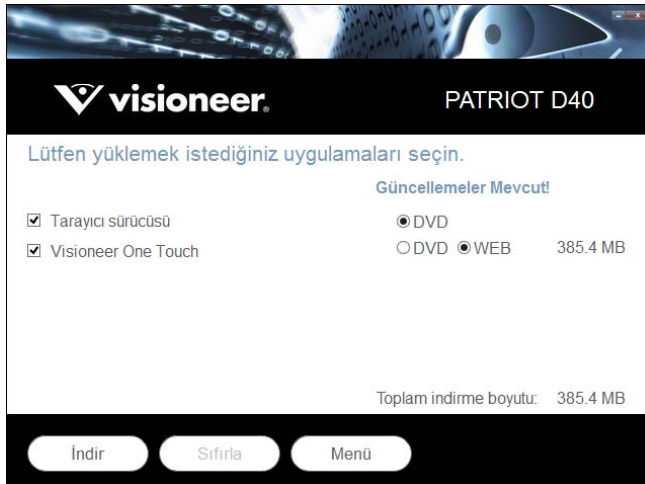 visioneer®
PATRIOT D40
Lütfen yüklemek istediğiniz uygulamaları seçin.
Güncellemeler Mevcut!
Tarayıcı sürücüsü DVD
Visioneer One Touch DVD WEB 385.4 MB
Toplam indirme boyutu: 385.4 MB
İndir Sıfırla Menü